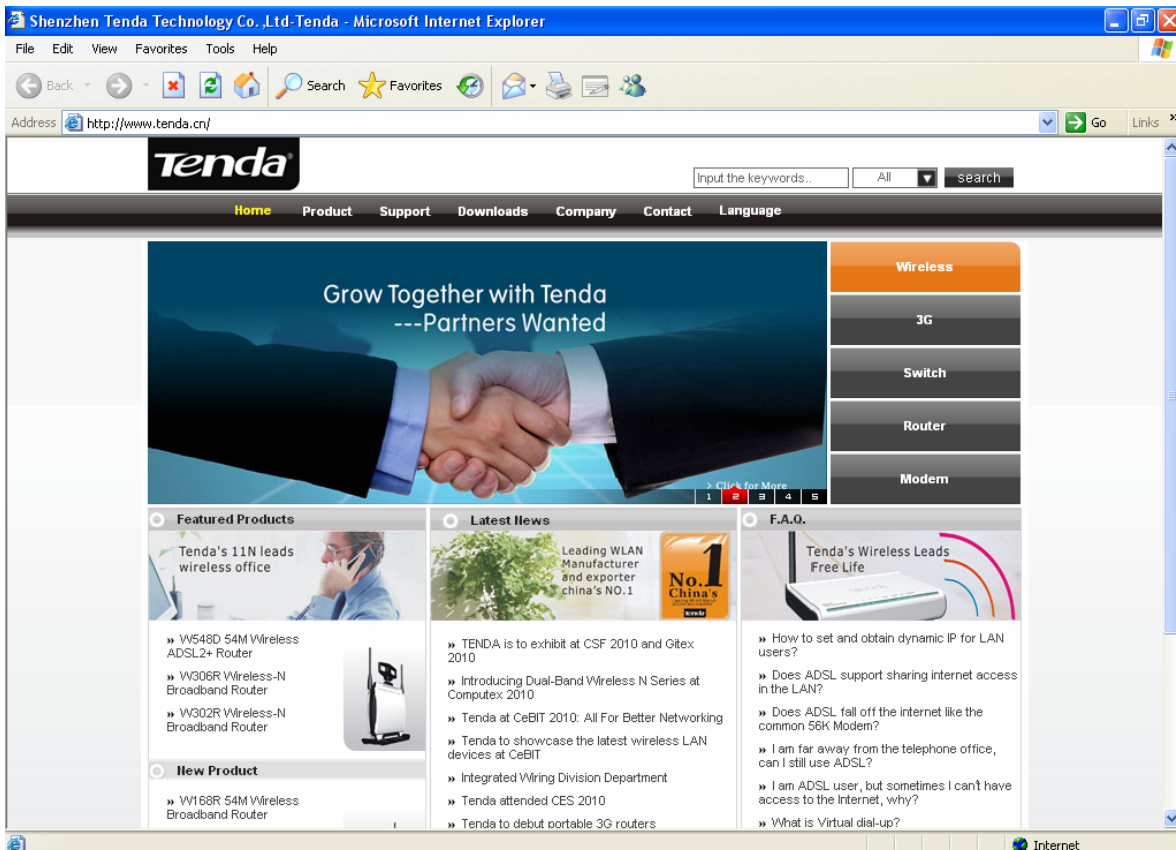 Shenzhen Tenda Technology Co.,Ltd-Tenda - Microsoft Internet Explorer
File Edit View Favorites Tools Help
Back Search Favorites
Address http://www.tenda.cn/ Go Links »
Tenda
Input the keywords.. All search
Home Product Support Downloads Company Contact Language
Grow Together with Tenda
---Partners Wanted
> Click for More
1 2 3 4 5
Wireless
3G
Switch
Router
Modem
Featured Products
Tenda's 11N leads
wireless office
» W548D 54M Wireless
ADSL2+ Router
» W306R Wireless-N
Broadband Router
» W302R Wireless-N
Broadband Router
New Product
» W168R 54M Wireless
Broadband Router
Latest News
Leading WLAN
Manufacturer
and exporter
china's NO.1
No.1
China's
Tenda
» TENDA is to exhibit at CSF 2010 and Gitex
2010
» Introducing Dual-Band Wireless N Series at
Computex 2010
» Tenda at CeBIT 2010: All For Better Networking
» Tenda to showcase the latest wireless LAN
devices at CeBIT
» Integrated Wiring Division Department
» Tenda attended CES 2010
» Tenda to debut portable 3G routers
F.A.Q.
Tenda's Wireless Leads
Free Life
» How to set and obtain dynamic IP for LAN
users?
» Does ADSL support sharing internet access
in the LAN?
» Does ADSL fall off the internet like the
common 56K Modem?
» I am far away from the telephone office,
can I still use ADSL?
» I am ADSL user, but sometimes I can't have
access to the Internet, why?
» What is Virtual dial-up?
Internet